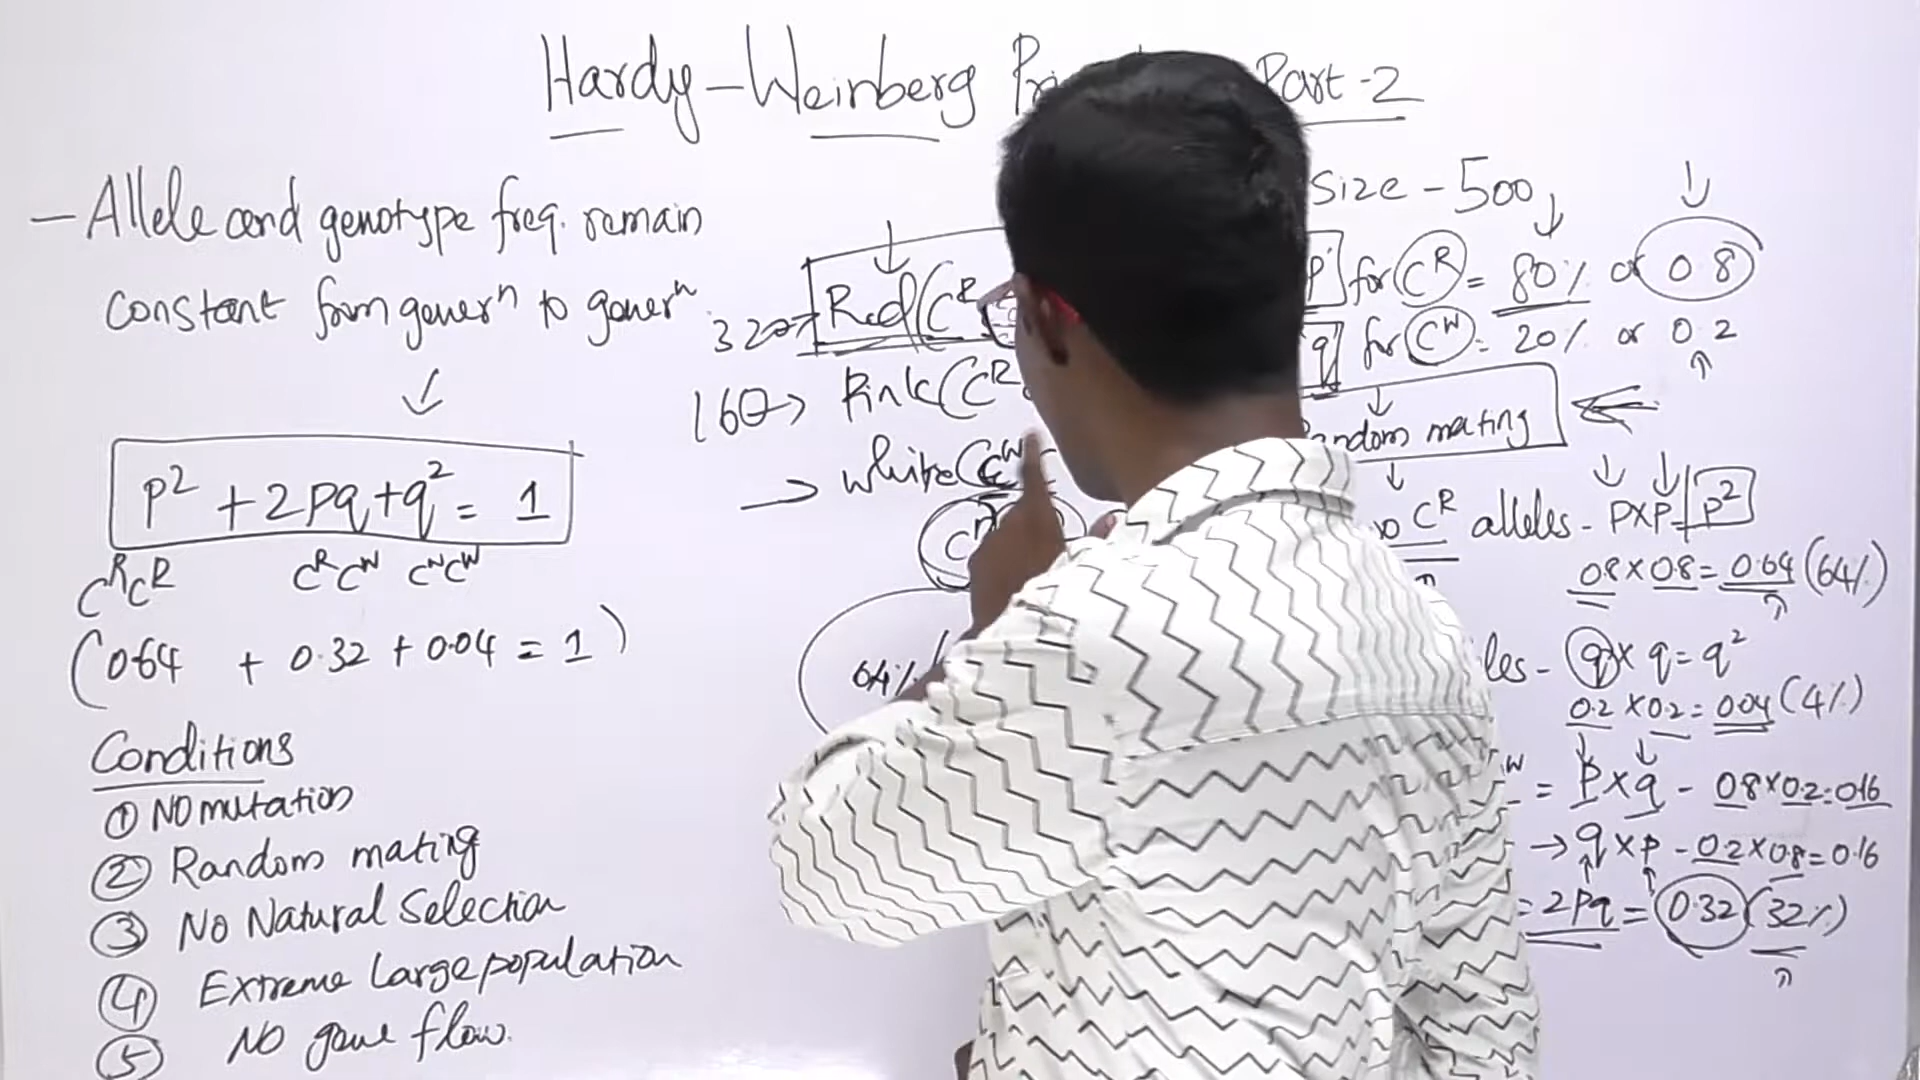 Hardy-Weinberg Part-2
- Allele and genotype freq. remain
constant from generⁿ to generⁿ
p² + 2pq + q² = 1
CᴿCᴿ CᴿCᵂ CᵂCᵂ
(0.64 + 0.32 + 0.04 = 1)
Conditions
① NO mutation
② Random mating
③ No Natural Selection
④ Extreme Large population
⑤ No gene flow.
320→ Red(Cᴿ
160→ Pink(Cᴿ
→ white(Cᵂ
64%
Size - 500
p for Cᴿ = 80% or 0.8
q for Cᵂ = 20% or 0.2
mating
Cᴿ alleles - p×p = p²
0.8 × 0.8 = 0.64 (64%)
q × q = q²
0.2 × 0.2 = 0.04 (4%)
= p × q - 0.8×0.2=0.16
→ q × p - 0.2×0.8=0.16
= 2pq = 0.32 (32%)